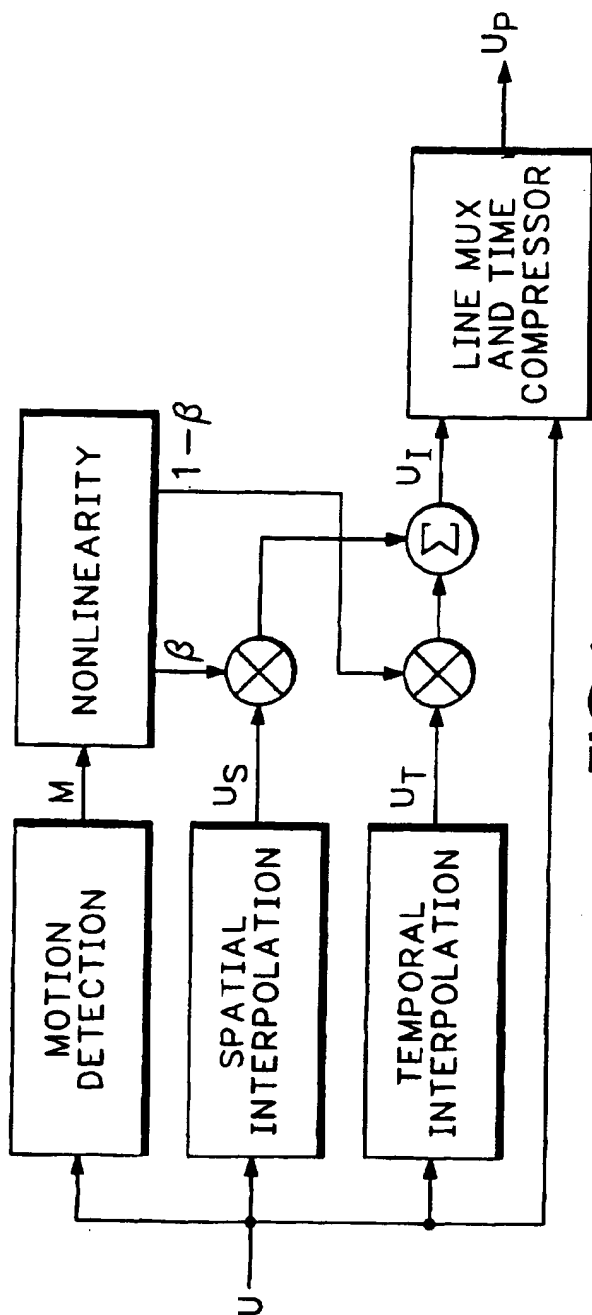 U
MOTION
DETECTION
M
NONLINEARITY
β
1-β
SPATIAL
INTERPOLATION
U_S
TEMPORAL
INTERPOLATION
U_T
Σ
U_I
LINE MUX
AND TIME
COMPRESSOR
U_P